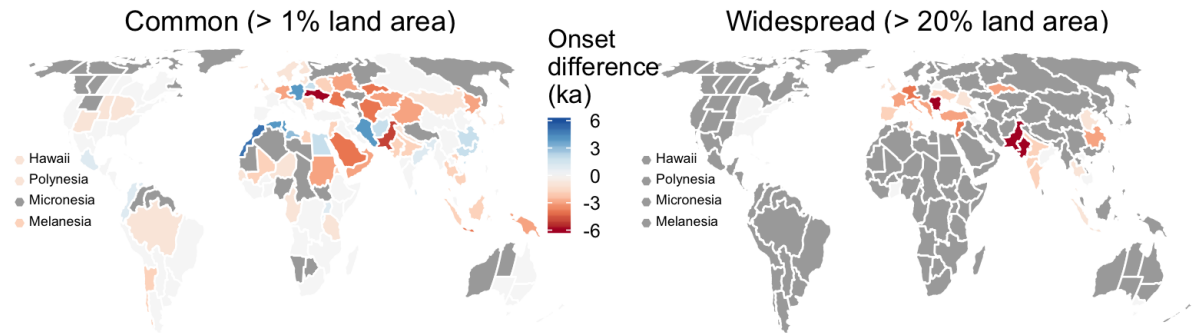 Common (> 1% land area)
Hawaii
Polynesia
Micronesia
Melanesia
Onset
difference
(ka)
6
3
0
-3
-6
Widespread (> 20% land area)
Hawaii
Polynesia
Micronesia
Melanesia